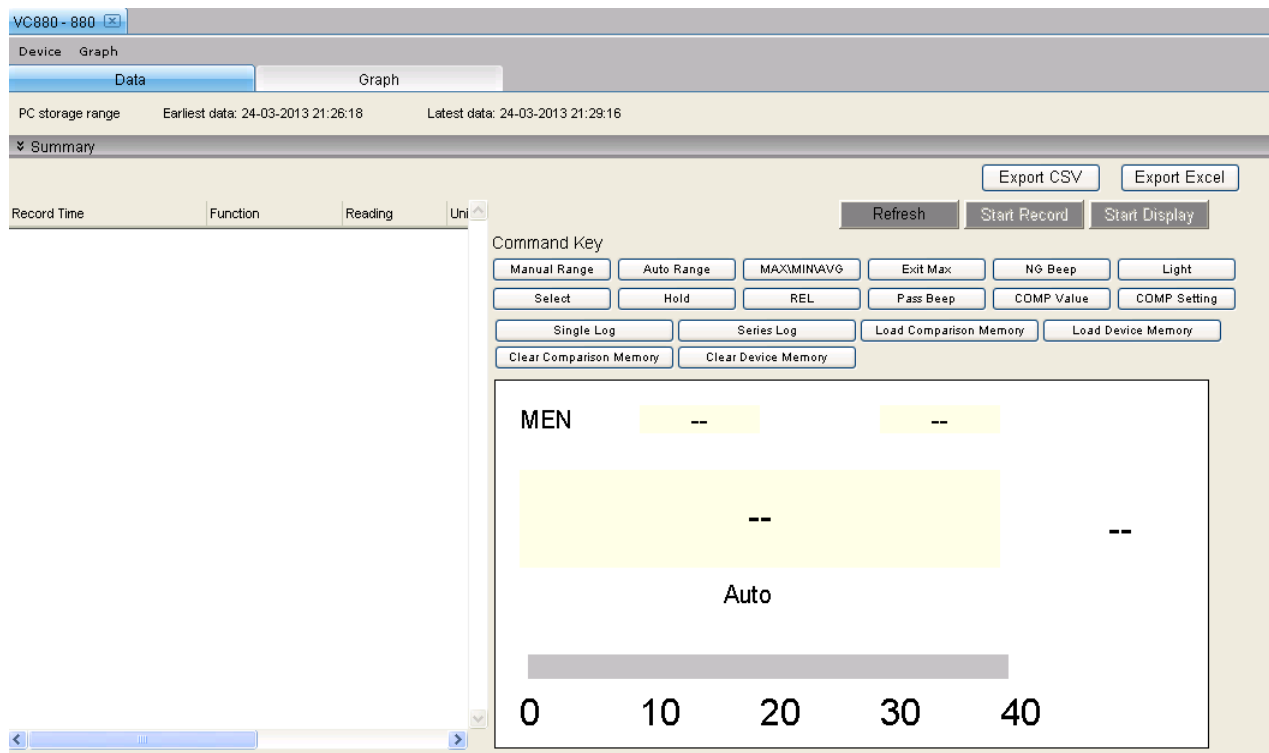 VC880 - 880
Device Graph
Data Graph
PC storage range Earliest data: 24-03-2013 21:26:18 Latest data: 24-03-2013 21:29:16
Summary
Export CSV Export Excel
Record Time Function Reading Uni Refresh Start Record Start Display
Command Key
Manual Range Auto Range MAX\MIN\AVG Exit Max NG Beep Light
Select Hold REL Pass Beep COMP Value COMP Setting
Single Log Series Log Load Comparison Memory Load Device Memory
Clear Comparison Memory Clear Device Memory
MEN -- --
-- --
Auto
0 10 20 30 40